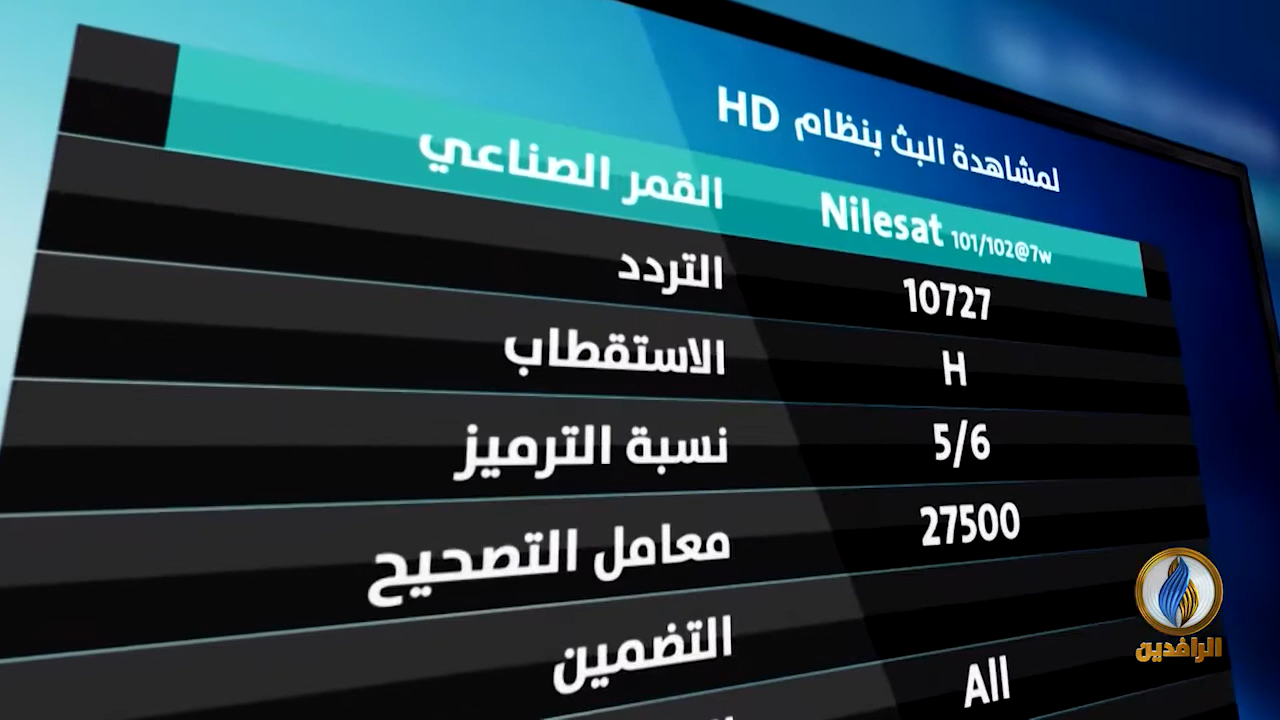 لمشاهدة البث بنظام HD
القمر الصناعي Nilesat 101/102@7w
التردد 10727
الاستقطاب H
نسبة الترميز 5/6
معامل التصحيح 27500
التضمين All
الرافدين